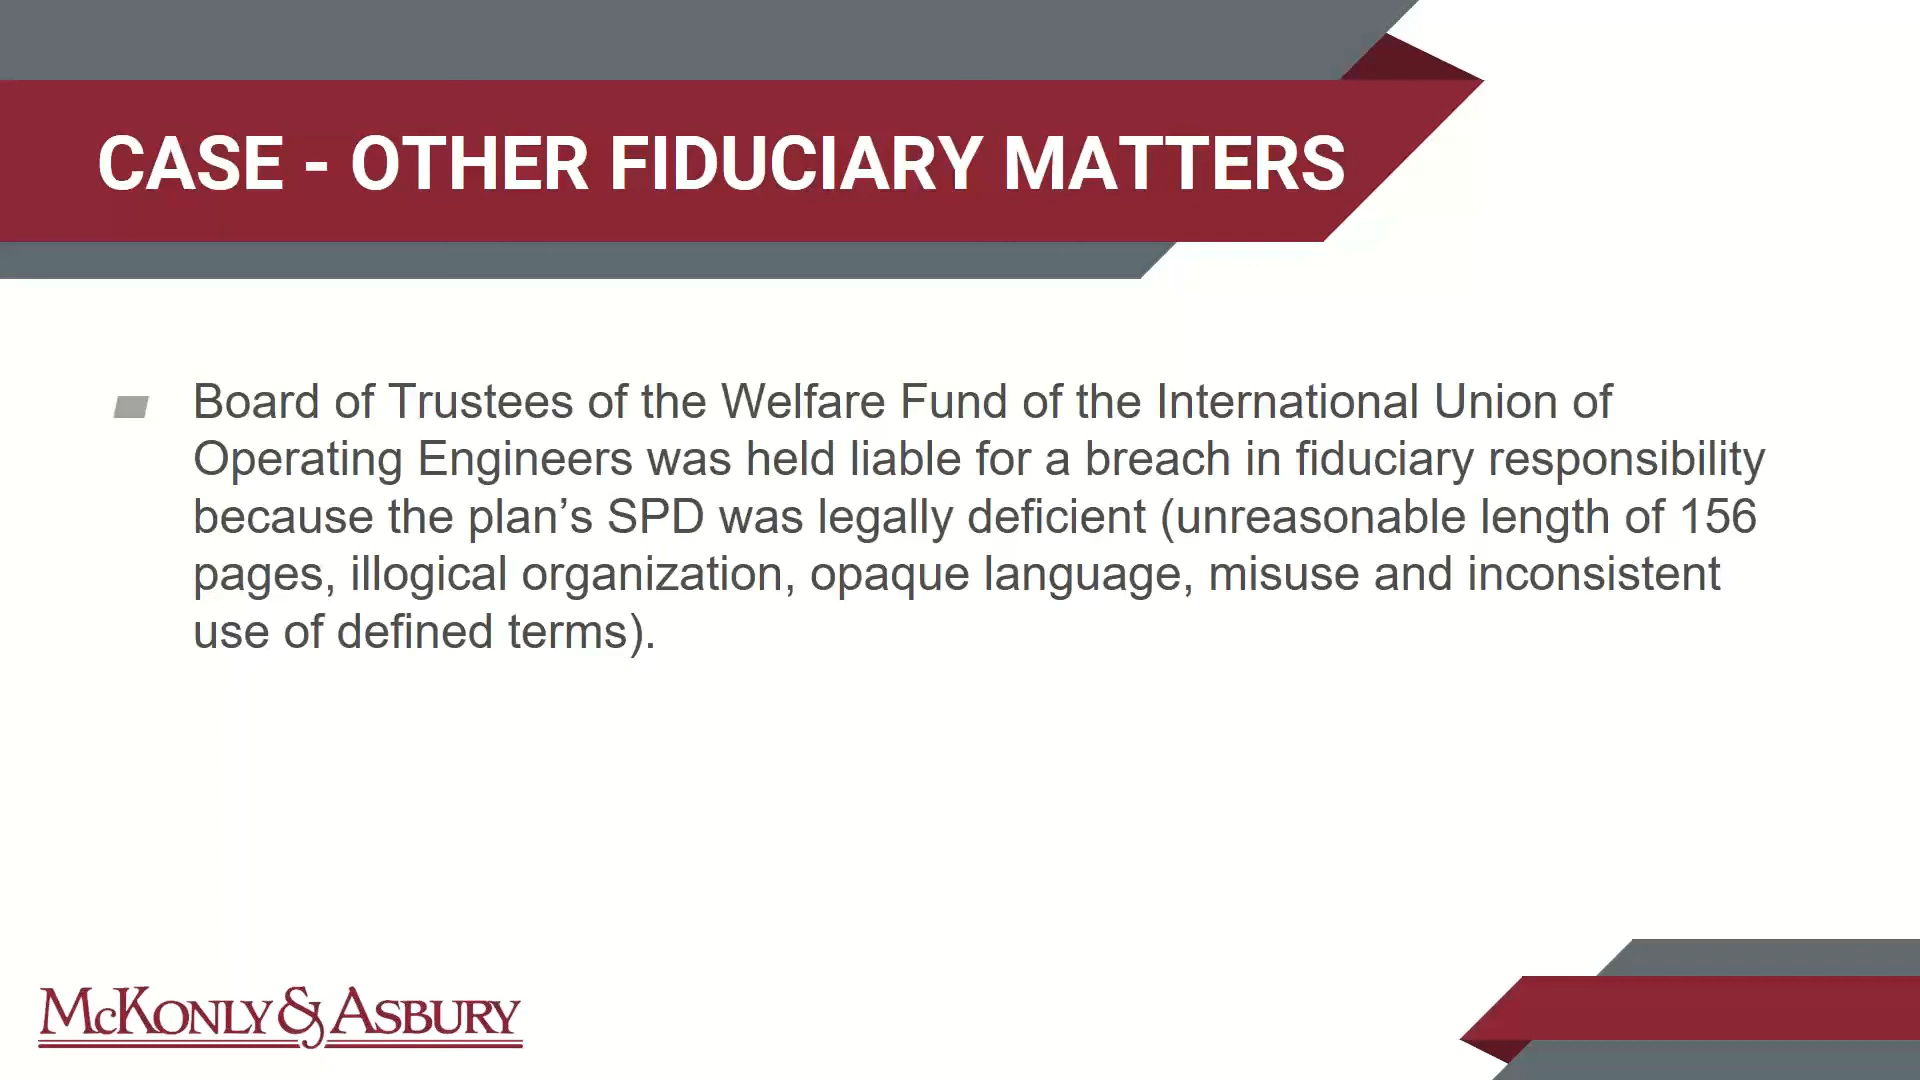 CASE - OTHER FIDUCIARY MATTERS
Board of Trustees of the Welfare Fund of the International Union of
Operating Engineers was held liable for a breach in fiduciary responsibility
because the plan’s SPD was legally deficient (unreasonable length of 156
pages, illogical organization, opaque language, misuse and inconsistent
use of defined terms).
McKonly & Asbury